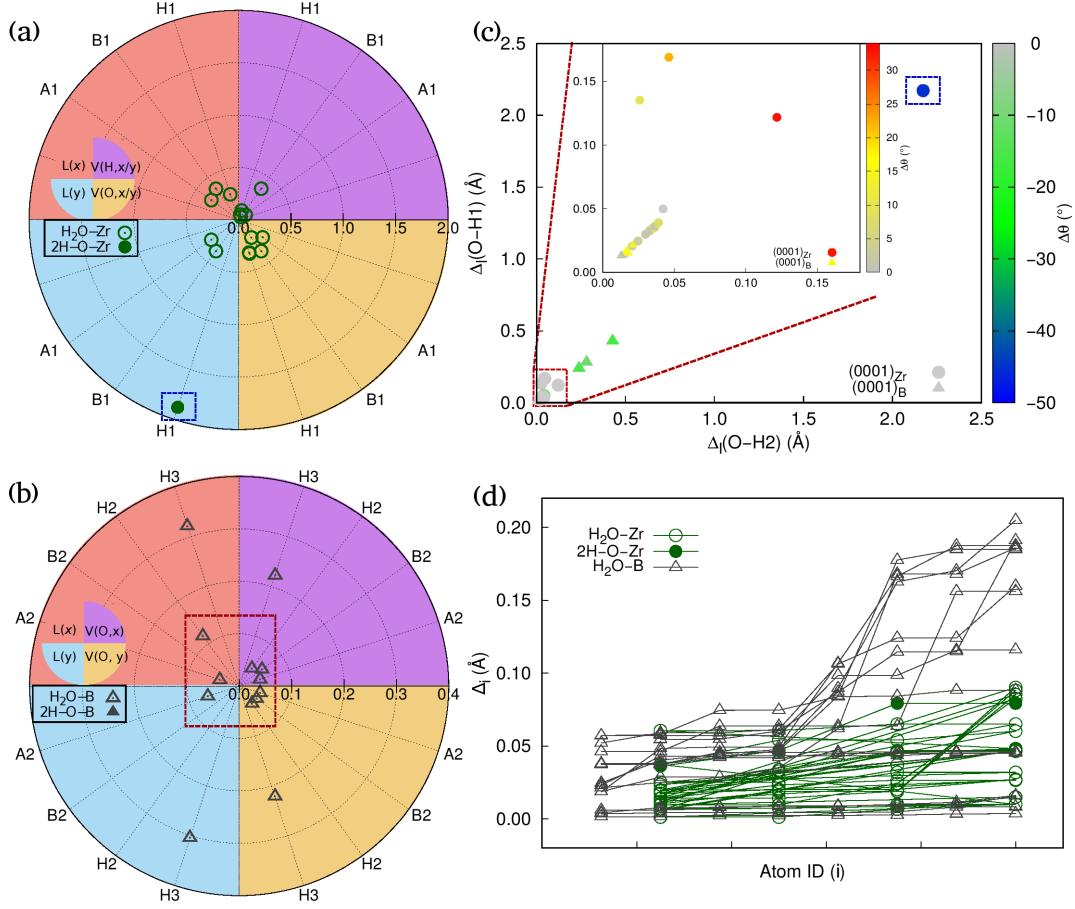 (a)
H1
H1
B1
B1
A1
A1
L(x) V(H,x/y)
L(y) V(O,x/y)
H₂O−Zr
2H−O−Zr
0.0 0.5 1.0 1.5 2.0
A1
A1
B1
B1
H1
H1
(b)
H3
H3
H2
H2
B2
B2
A2
A2
L(x) V(O,x)
L(y) V(O, y)
H₂O−B
2H−O−B
0.0 0.1 0.2 0.3 0.4
A2
A2
B2
B2
H2
H2
H3
H3
(c)
2.5
2.0
1.5
1.0
0.5
0.0
Δl(O−H1) (Å)
0.0 0.5 1.0 1.5 2.0 2.5
Δl(O−H2) (Å)
0.15
0.10
0.05
0.00
0.00 0.05 0.10 0.15
(0001)Zr
(0001)B
35
30
25
20
15
10
5
0
Δθ (°)
(0001)Zr
(0001)B
0
−10
−20
−30
−40
−50
Δθ (°)
(d)
0.20
0.15
0.10
0.05
0.00
Δi (Å)
H₂O−Zr
2H−O−Zr
H₂O−B
Atom ID (i)